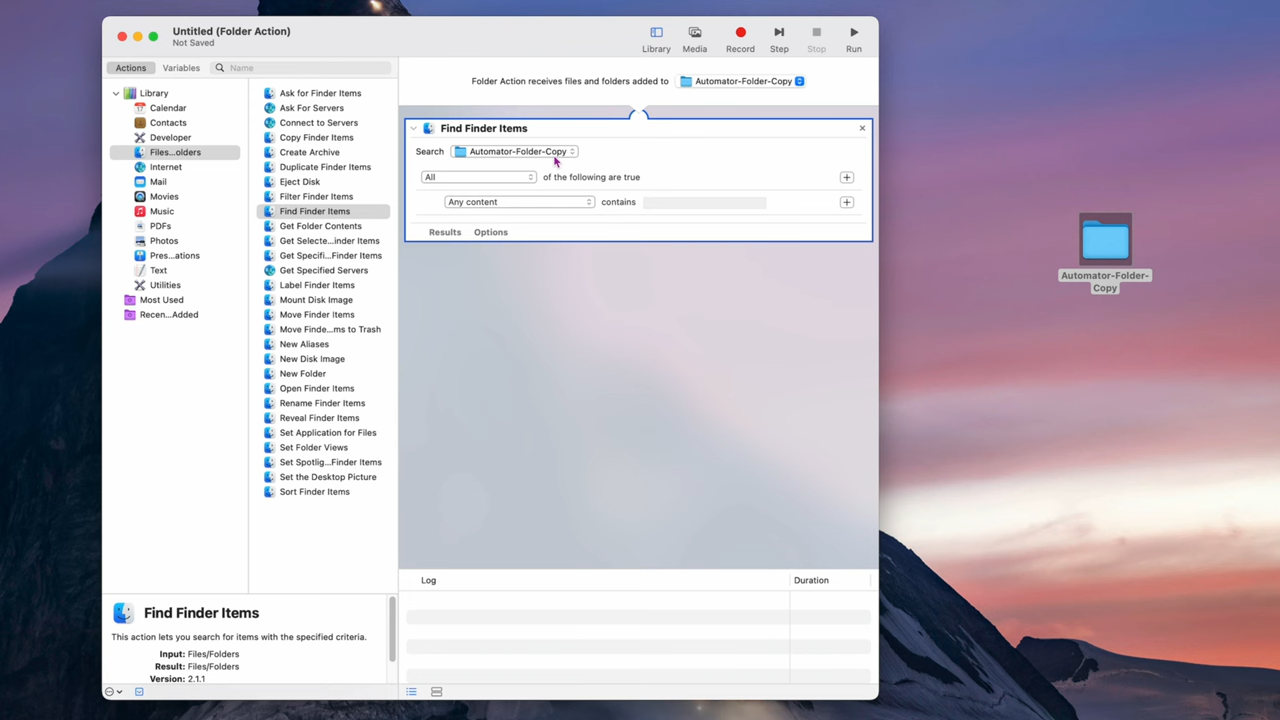 Untitled (Folder Action)
Not Saved
Library
Media
Record
Step
Stop
Run
Actions
Variables
Name
Library
Calendar
Contacts
Developer
Files...olders
Internet
Mail
Movies
Music
PDFs
Photos
Pres...ations
Text
Utilities
Most Used
Recen...Added
Ask for Finder Items
Ask For Servers
Connect to Servers
Copy Finder Items
Create Archive
Duplicate Finder Items
Eject Disk
Filter Finder Items
Find Finder Items
Get Folder Contents
Get Selecte...inder Items
Get Specifi...Finder Items
Get Specified Servers
Label Finder Items
Mount Disk Image
Move Finder Items
Move Finde...ms to Trash
New Aliases
New Disk Image
New Folder
Open Finder Items
Rename Finder Items
Reveal Finder Items
Set Application for Files
Set Folder Views
Set Spotlig...Finder Items
Set the Desktop Picture
Sort Finder Items
Folder Action receives files and folders added to Automator-Folder-Copy
Find Finder Items
Search Automator-Folder-Copy
All of the following are true
Any content contains
Results Options
Log Duration
Find Finder Items
This action lets you search for items with the specified criteria.
Input: Files/Folders
Result: Files/Folders
Version: 2.1.1
Automator-Folder-
Copy